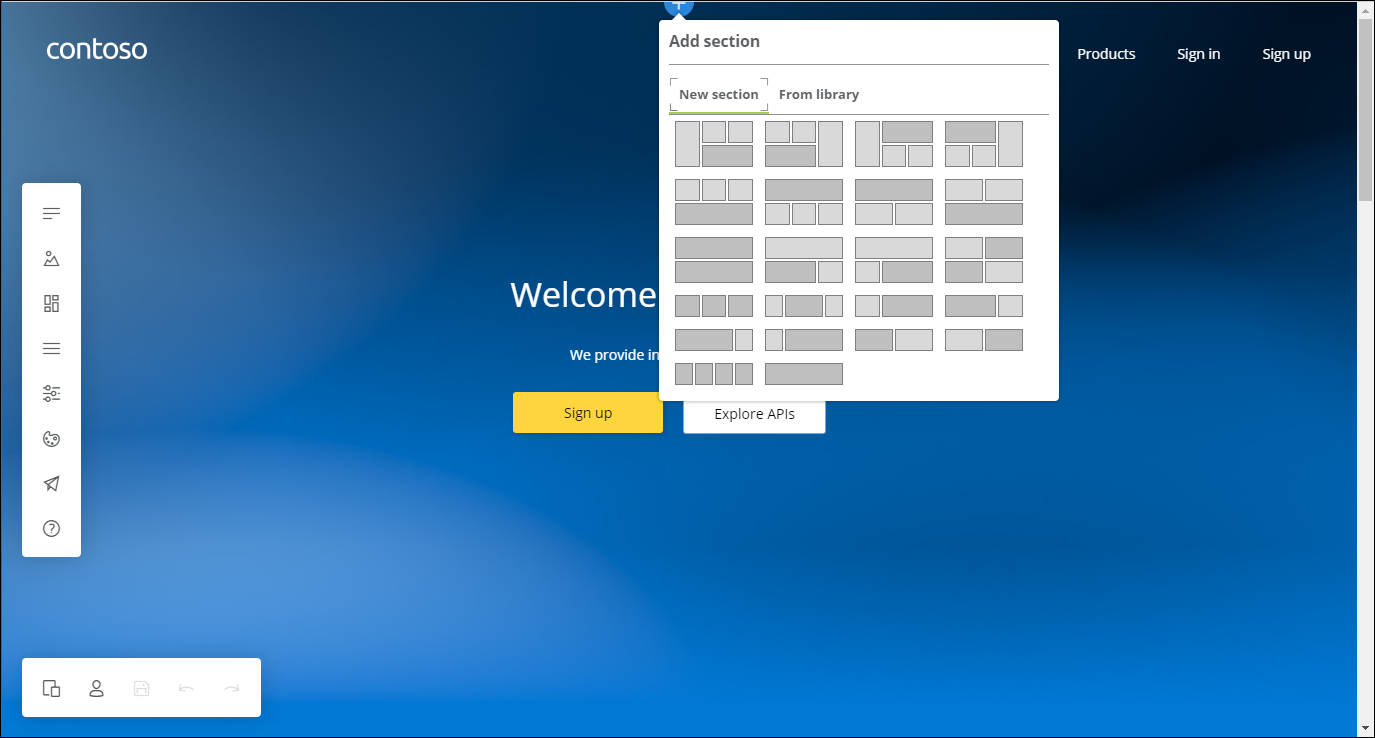 contoso
Add section
Products
Sign in
Sign up
New section
From library
Welcome
We provide in
Sign up
Explore APIs